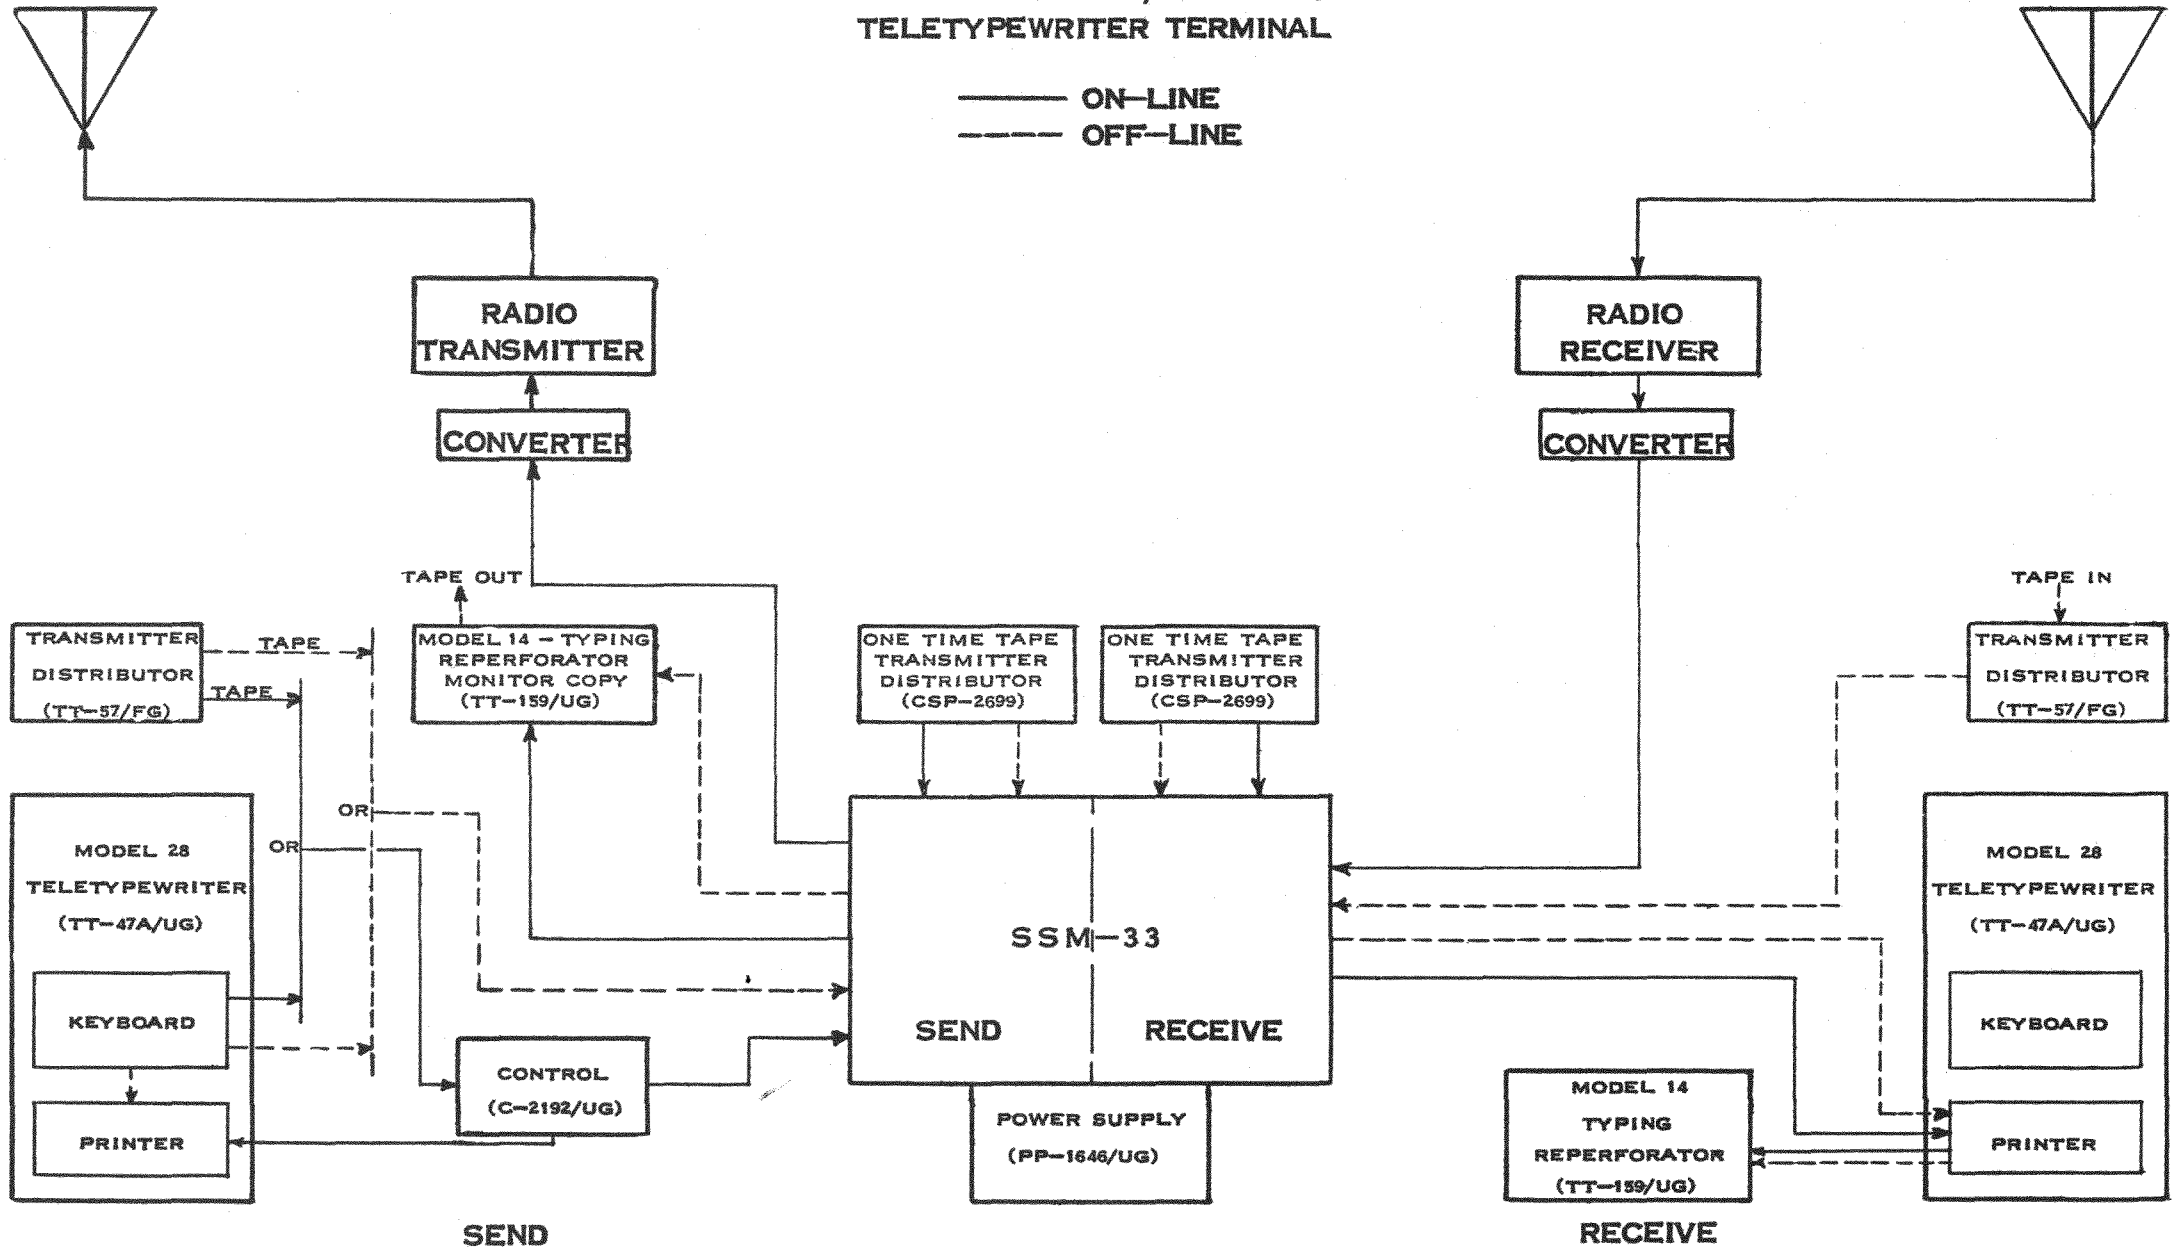 TELETYPEWRITER TERMINAL
ON-LINE
OFF-LINE
RADIO
TRANSMITTER
CONVERTER
RADIO
RECEIVER
CONVERTER
TAPE OUT
TAPE IN
TRANSMITTER
DISTRIBUTOR
(TT-57/FG)
TAPE
TAPE
MODEL 14 - TYPING
REPERFORATOR
MONITOR COPY
(TT-159/UG)
ONE TIME TAPE
TRANSMITTER
DISTRIBUTOR
(CSP-2699)
ONE TIME TAPE
TRANSMITTER
DISTRIBUTOR
(CSP-2699)
TRANSMITTER
DISTRIBUTOR
(TT-57/FG)
OR
OR
MODEL 28
TELETYPEWRITER
(TT-47A/UG)
KEYBOARD
PRINTER
CONTROL
(C-2192/UG)
SSM-33
SEND
RECEIVE
POWER SUPPLY
(PP-1646/UG)
MODEL 28
TELETYPEWRITER
(TT-47A/UG)
KEYBOARD
PRINTER
MODEL 14
TYPING
REPERFORATOR
(TT-159/UG)
SEND
RECEIVE